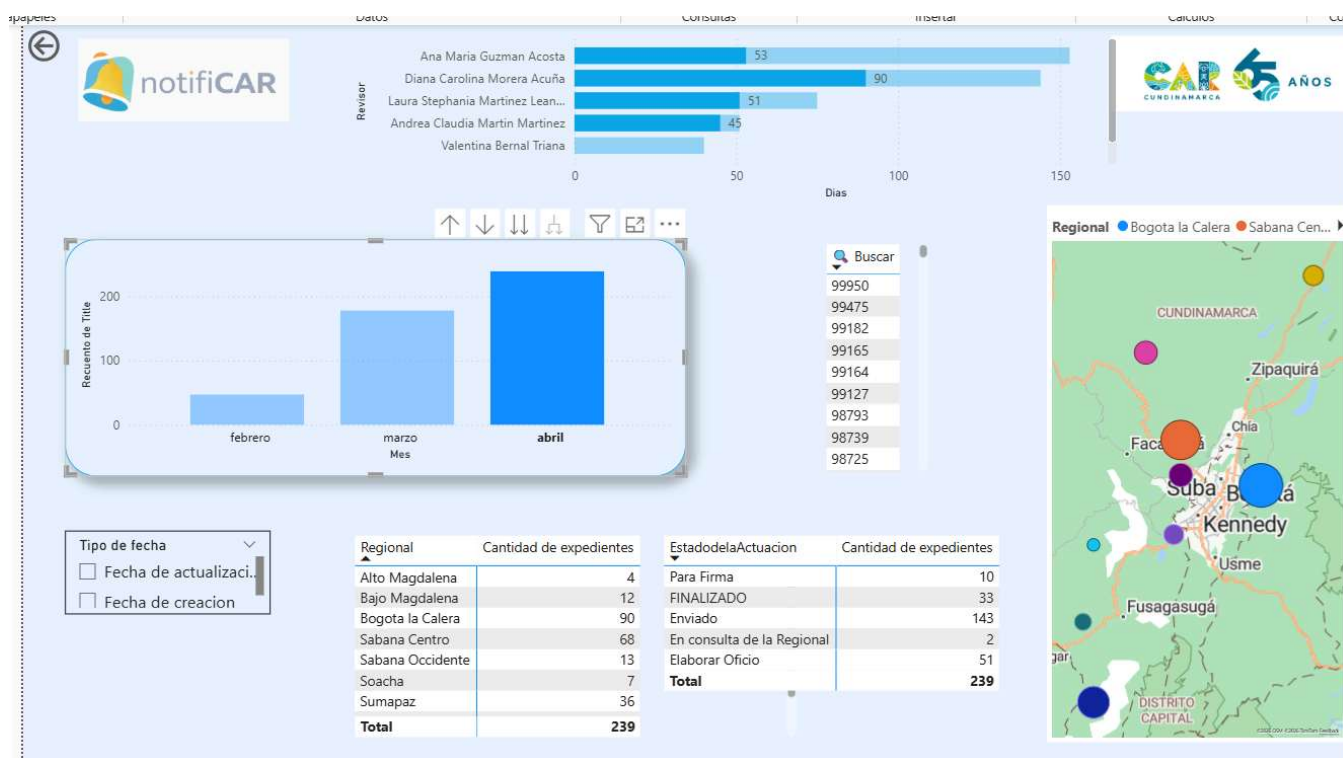 Datos
Consultas
Insertar
Cálculos
notifiCAR
Revisor
Ana Maria Guzman Acosta 53
Diana Carolina Morera Acuña 90
Laura Stephania Martinez Lean... 51
Andrea Claudia Martin Martinez 45
Valentina Bernal Triana
0 50 100 150
Dias
CAR 65 AÑOS
CUNDINAMARCA
Recuento de Title
200
100
0
febrero marzo abril
Mes
Buscar
99950
99475
99182
99165
99164
99127
98793
98739
98725
Regional Bogota la Calera Sabana Cen...
CUNDINAMARCA
Zipaquirá
Chía
Suba
Kennedy
Usme
Fusagasugá
DISTRITO
CAPITAL
Tipo de fecha
Fecha de actualizaci..
Fecha de creacion
Regional Cantidad de expedientes
Alto Magdalena 4
Bajo Magdalena 12
Bogota la Calera 90
Sabana Centro 68
Sabana Occidente 13
Soacha 7
Sumapaz 36
Total 239
EstadodelaActuacion Cantidad de expedientes
Para Firma 10
FINALIZADO 33
Enviado 143
En consulta de la Regional 2
Elaborar Oficio 51
Total 239